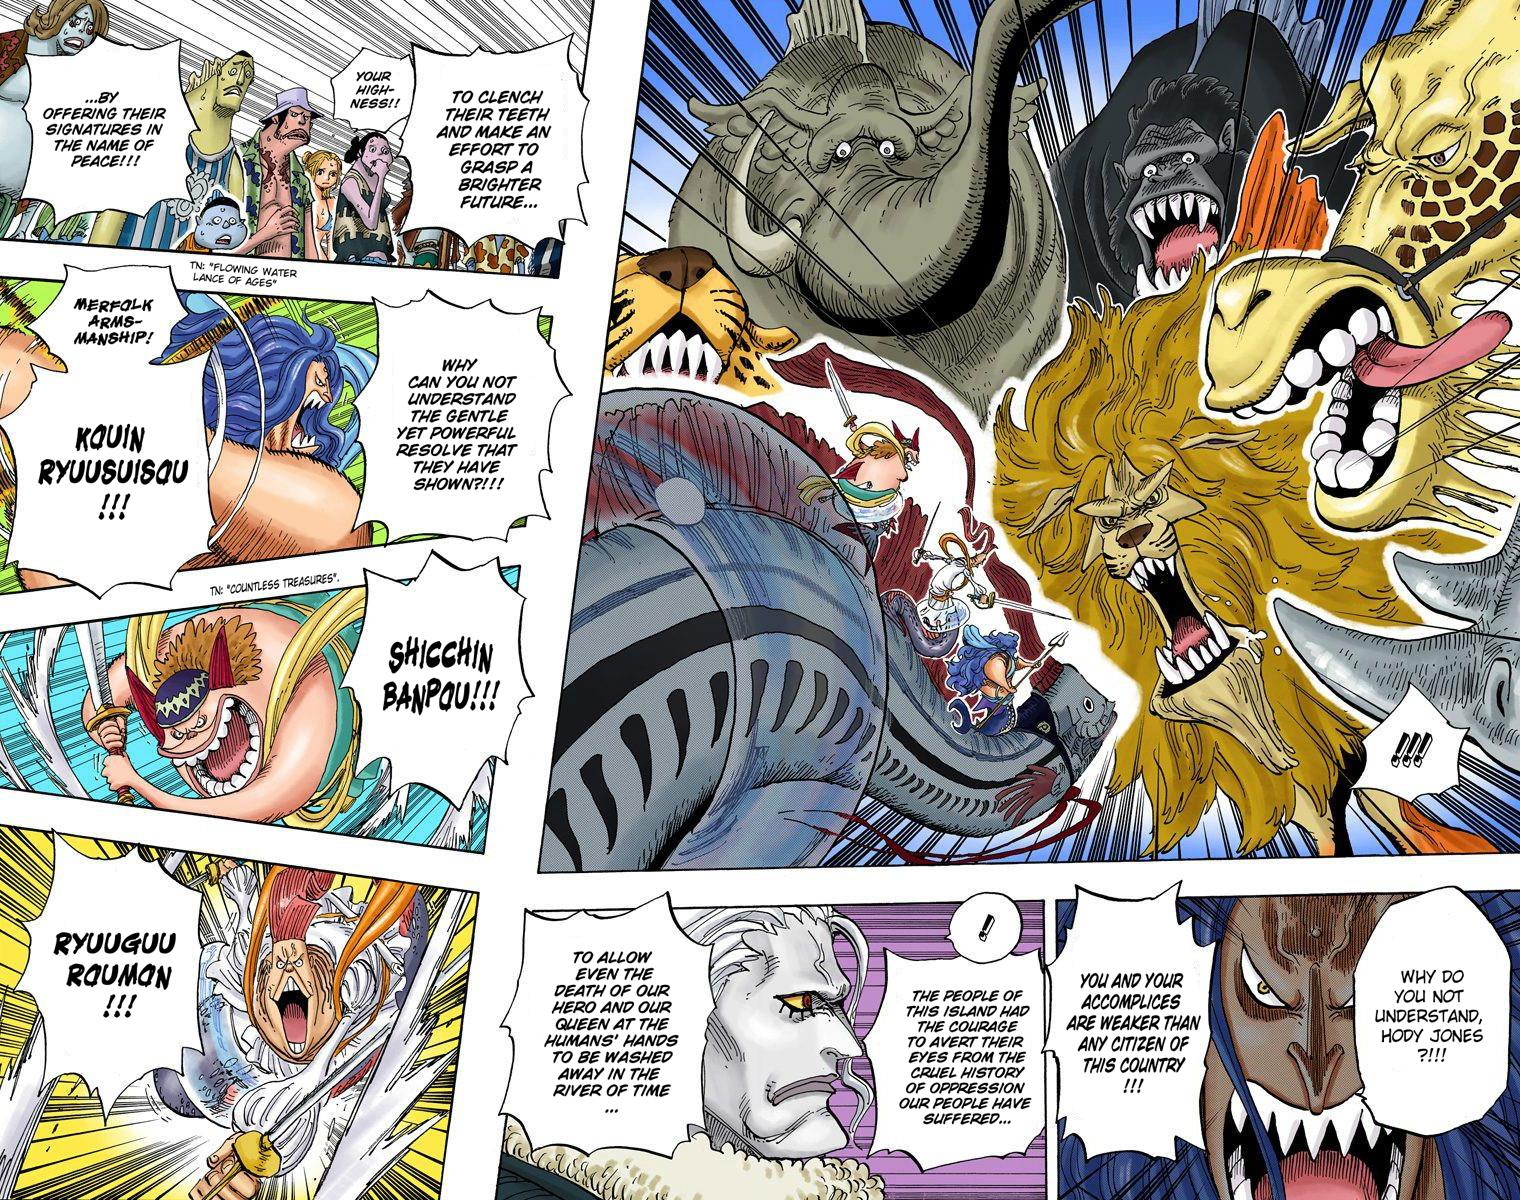 !!!
WHY DO
YOU NOT
UNDERSTAND,
HODY JONES
?!!!
YOU AND YOUR
ACCOMPLICES
ARE WEAKER THAN
ANY CITIZEN OF
THIS COUNTRY
!!!
!!
THE PEOPLE OF
THIS ISLAND HAD
THE COURAGE
TO AVERT THEIR
EYES FROM THE
CRUEL HISTORY
OF OPPRESSION
OUR PEOPLE HAVE
SUFFERED...
TO ALLOW
EVEN THE
DEATH OF OUR
HERO AND OUR
QUEEN AT THE
HUMANS' HANDS
TO BE WASHED
AWAY IN THE
RIVER OF TIME
...
TO CLENCH
THEIR TEETH
AND MAKE AN
EFFORT TO
GRASP A
BRIGHTER
FUTURE...
YOUR
HIGH-
NESS!!
...BY
OFFERING THEIR
SIGNATURES IN
THE NAME OF
PEACE!!!
TN: "FLOWING WATER
LANCE OF AGES"
WHY
CAN YOU NOT
UNDERSTAND
THE GENTLE
YET POWERFUL
RESOLVE THAT
THEY HAVE
SHOWN?!!!
MERFOLK
ARMS-
MANSHIP!
KOUIN
RYUUSUISOU
!!!
TN: "COUNTLESS TREASURES".
SHICCHIN
BANPOU!!!
RYUUGUU
ROUMON
!!!